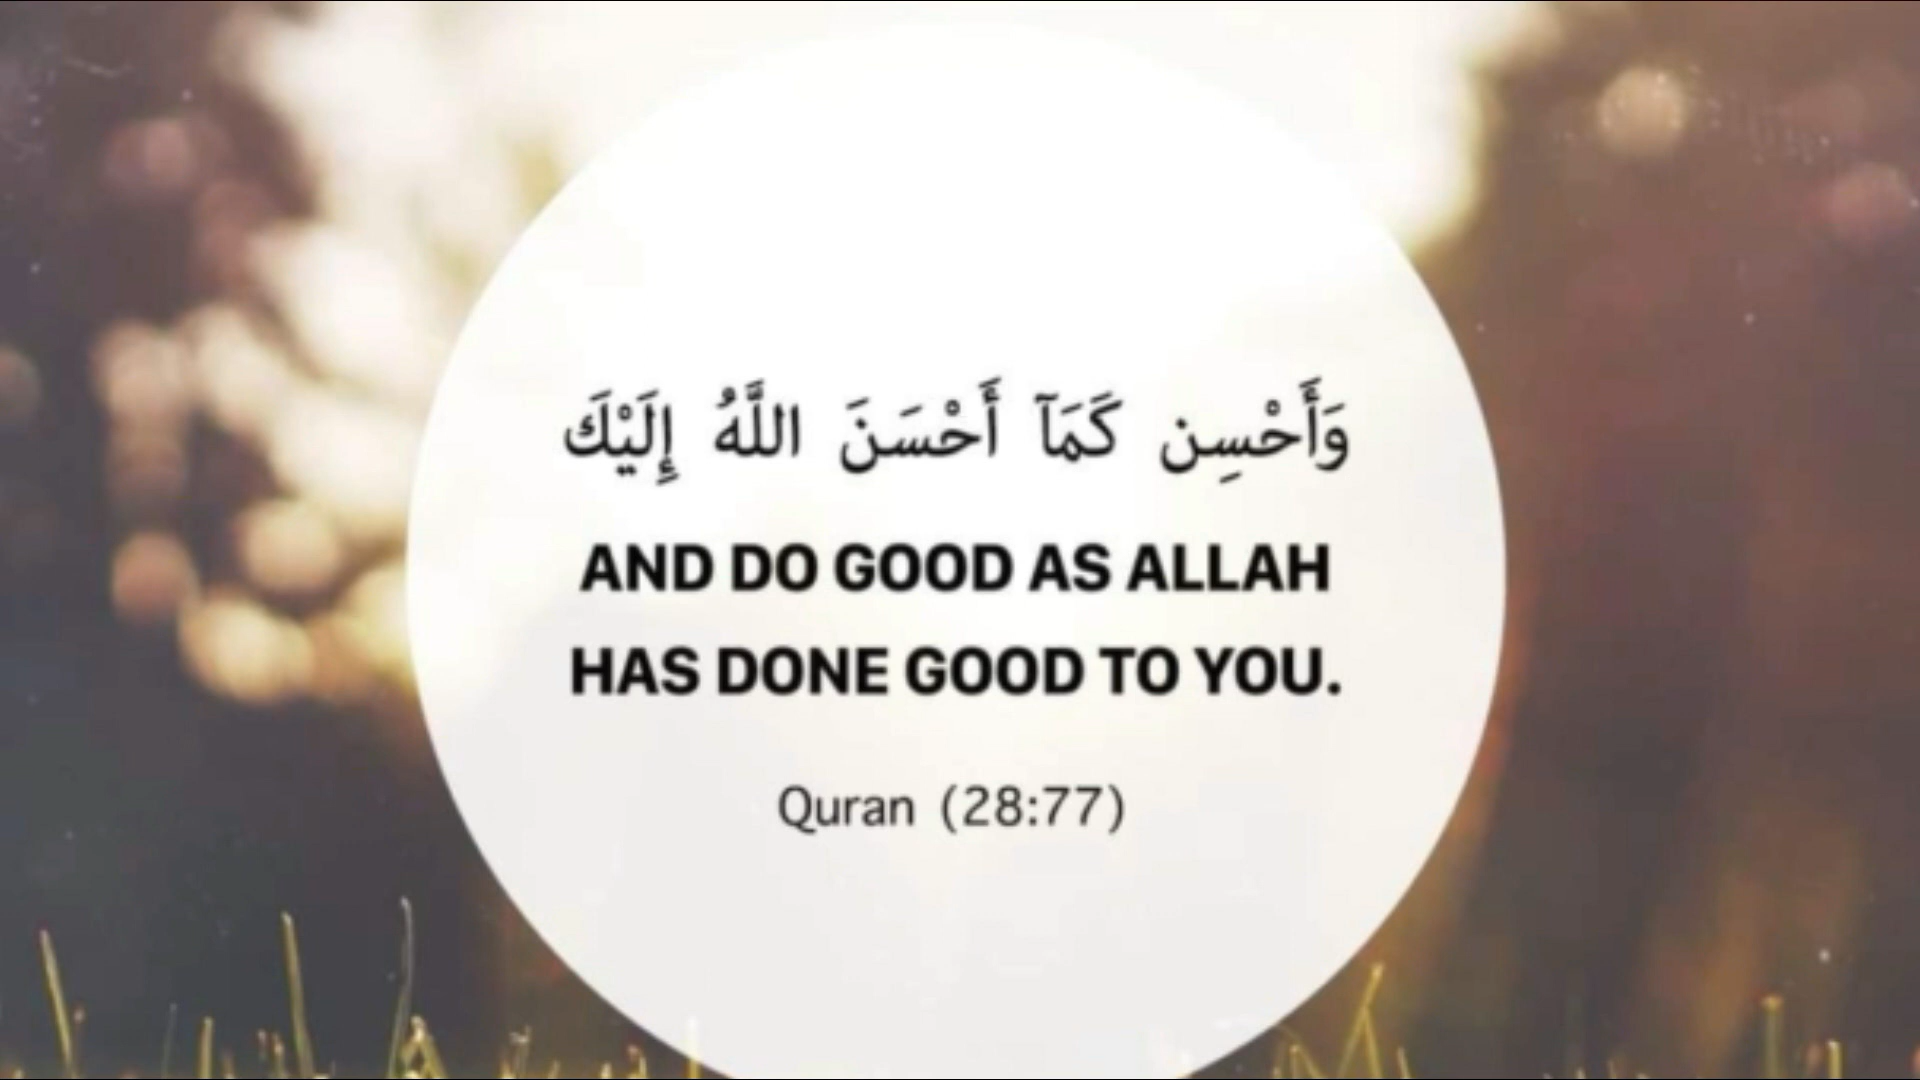 وَأَحْسِن كَمَآ أَحْسَنَ اللَّهُ إِلَيْكَ
AND DO GOOD AS ALLAH
HAS DONE GOOD TO YOU.
Quran (28:77)